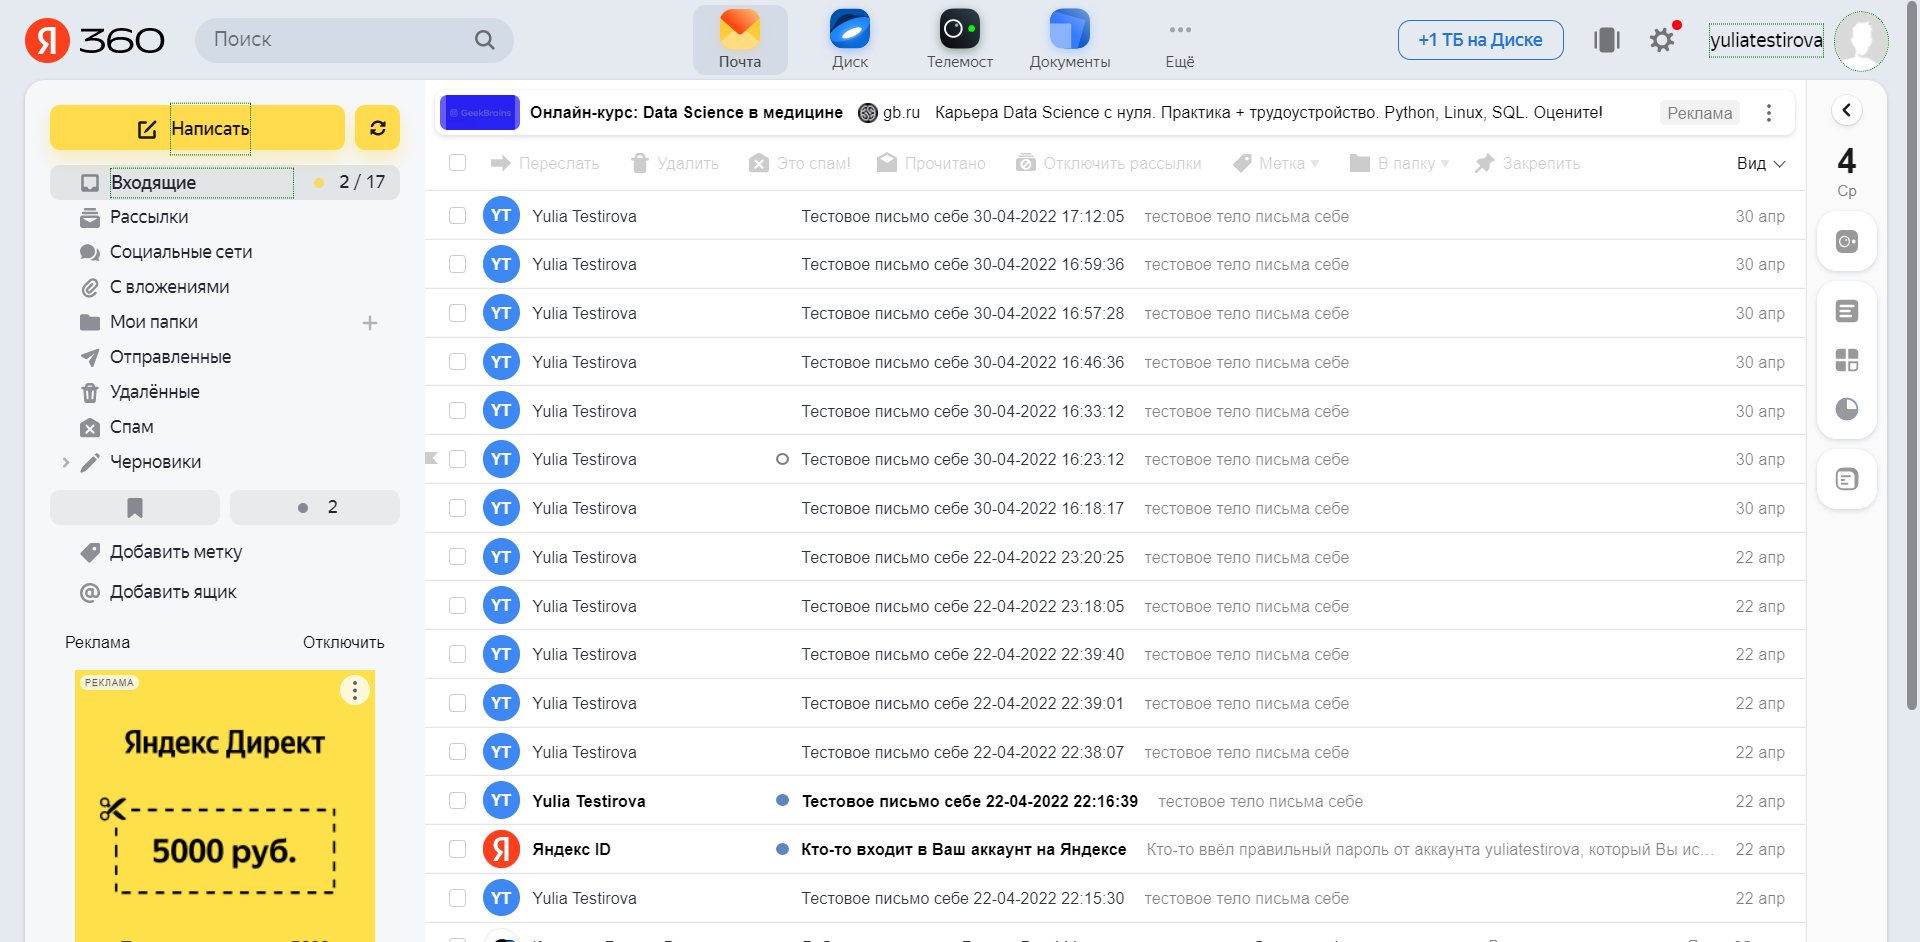 Я 360
Поиск
Почта
Диск
Телемост
Документы
Ещё
+1 ТБ на Диске
yuliatestirova
Написать
Входящие 2 / 17
Рассылки
Социальные сети
С вложениями
Мои папки
Отправленные
Удалённые
Спам
Черновики
2
Добавить метку
Добавить ящик
Реклама Отключить
РЕКЛАМА
Яндекс Директ
5000 руб.
GeekBrains Онлайн-курс: Data Science в медицине gb.ru Карьера Data Science с нуля. Практика + трудоустройство. Python, Linux, SQL. Оцените! Реклама
Переслать Удалить Это спам! Прочитано Отключить рассылки Метка В папку Закрепить Вид
YT Yulia Testirova Тестовое письмо себе 30-04-2022 17:12:05 тестовое тело письма себе 30 апр
YT Yulia Testirova Тестовое письмо себе 30-04-2022 16:59:36 тестовое тело письма себе 30 апр
YT Yulia Testirova Тестовое письмо себе 30-04-2022 16:57:28 тестовое тело письма себе 30 апр
YT Yulia Testirova Тестовое письмо себе 30-04-2022 16:46:36 тестовое тело письма себе 30 апр
YT Yulia Testirova Тестовое письмо себе 30-04-2022 16:33:12 тестовое тело письма себе 30 апр
YT Yulia Testirova Тестовое письмо себе 30-04-2022 16:23:12 тестовое тело письма себе 30 апр
YT Yulia Testirova Тестовое письмо себе 30-04-2022 16:18:17 тестовое тело письма себе 30 апр
YT Yulia Testirova Тестовое письмо себе 22-04-2022 23:20:25 тестовое тело письма себе 22 апр
YT Yulia Testirova Тестовое письмо себе 22-04-2022 23:18:05 тестовое тело письма себе 22 апр
YT Yulia Testirova Тестовое письмо себе 22-04-2022 22:39:40 тестовое тело письма себе 22 апр
YT Yulia Testirova Тестовое письмо себе 22-04-2022 22:39:01 тестовое тело письма себе 22 апр
YT Yulia Testirova Тестовое письмо себе 22-04-2022 22:38:07 тестовое тело письма себе 22 апр
YT Yulia Testirova Тестовое письмо себе 22-04-2022 22:16:39 тестовое тело письма себе 22 апр
Я Яндекс ID Кто-то входит в Ваш аккаунт на Яндексе Кто-то ввёл правильный пароль от аккаунта yuliatestirova, который Вы ис... 22 апр
YT Yulia Testirova Тестовое письмо себе 22-04-2022 22:15:30 тестовое тело письма себе 22 апр
4
Ср